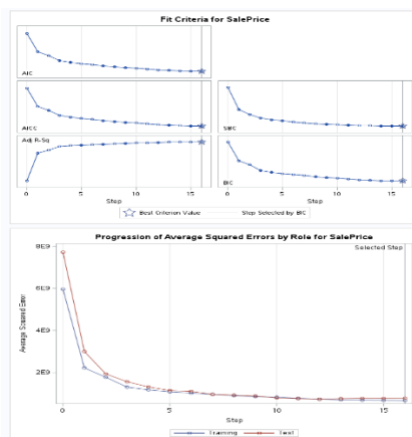 Fit Criteria for SalePrice
AIC
AICC
SBC
Adj R-Sq
BIC
0 5 10 15
0 5 10 15
Step
Step
Best Criterion Value Step Selected by BIC
Progression of Average Squared Errors by Role for SalePrice
Selected Step
8E9
6E9
4E9
2E9
Average Squared Error
0 5 10 15
Step
Training Test